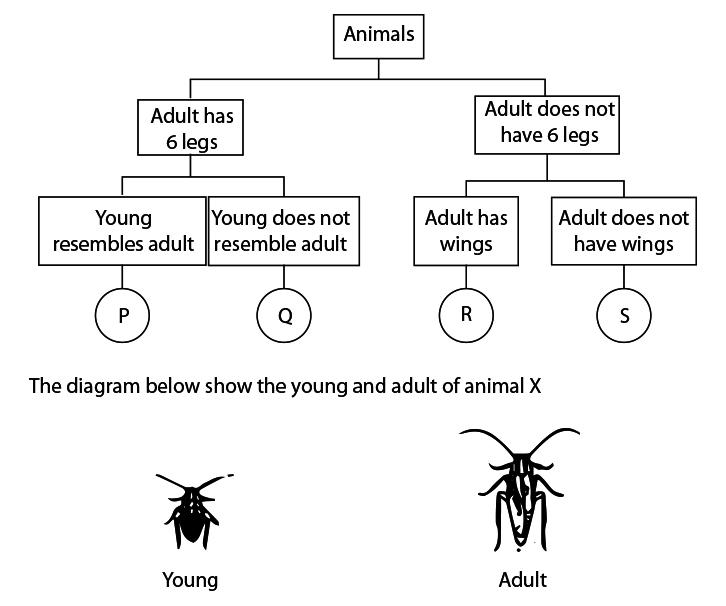 Animals
Adult has
6 legs
Adult does not
have 6 legs
Young
resembles adult
Young does not
resemble adult
Adult has
wings
Adult does not
have wings
P
Q
R
S
The diagram below show the young and adult of animal X
Young
Adult